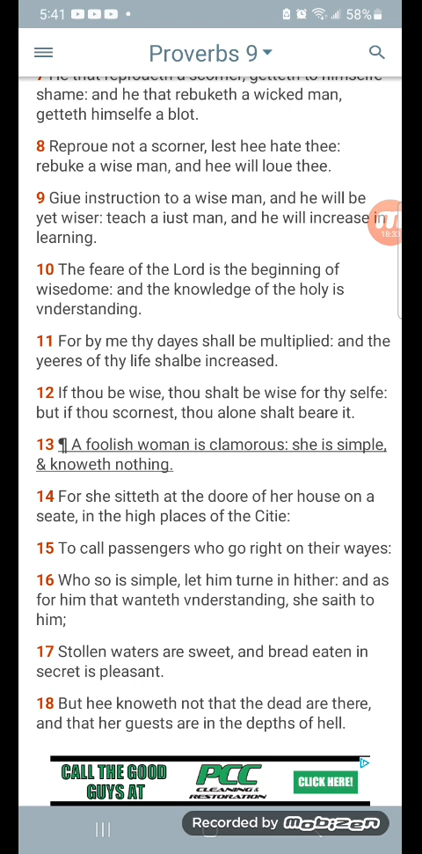 5:41
58%
Proverbs 9
7 He that reproueth a scorner, getteth to himselfe
shame: and he that rebuketh a wicked man,
getteth himselfe a blot.
8 Reproue not a scorner, lest hee hate thee:
rebuke a wise man, and hee will loue thee.
9 Giue instruction to a wise man, and he will be
yet wiser: teach a iust man, and he will increase in
learning.
18:33
10 The feare of the Lord is the beginning of
wisedome: and the knowledge of the holy is
vnderstanding.
11 For by me thy dayes shall be multiplied: and the
yeeres of thy life shalbe increased.
12 If thou be wise, thou shalt be wise for thy selfe:
but if thou scornest, thou alone shalt beare it.
13 ¶ A foolish woman is clamorous: she is simple,
& knoweth nothing.
14 For she sitteth at the doore of her house on a
seate, in the high places of the Citie:
15 To call passengers who go right on their wayes:
16 Who so is simple, let him turne in hither: and as
for him that wanteth vnderstanding, she saith to
him;
17 Stollen waters are sweet, and bread eaten in
secret is pleasant.
18 But hee knoweth not that the dead are there,
and that her guests are in the depths of hell.
CALL THE GOOD
GUYS AT
PCC
CLEANING &
RESTORATION
CLICK HERE!
Recorded by mobizen